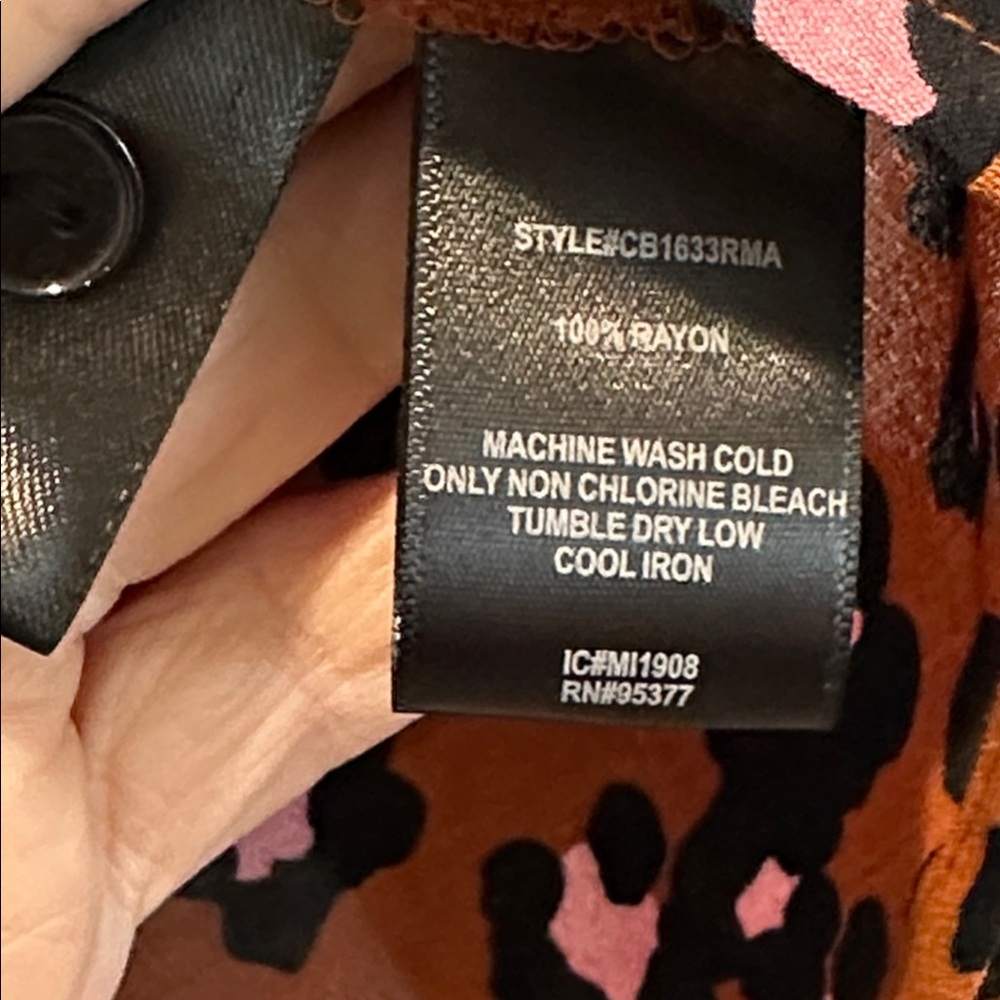 STYLE#CB1633RMA
100% RAYON
MACHINE WASH COLD
ONLY NON CHLORINE BLEACH
TUMBLE DRY LOW
COOL IRON
IC#MI1908
RN#95377